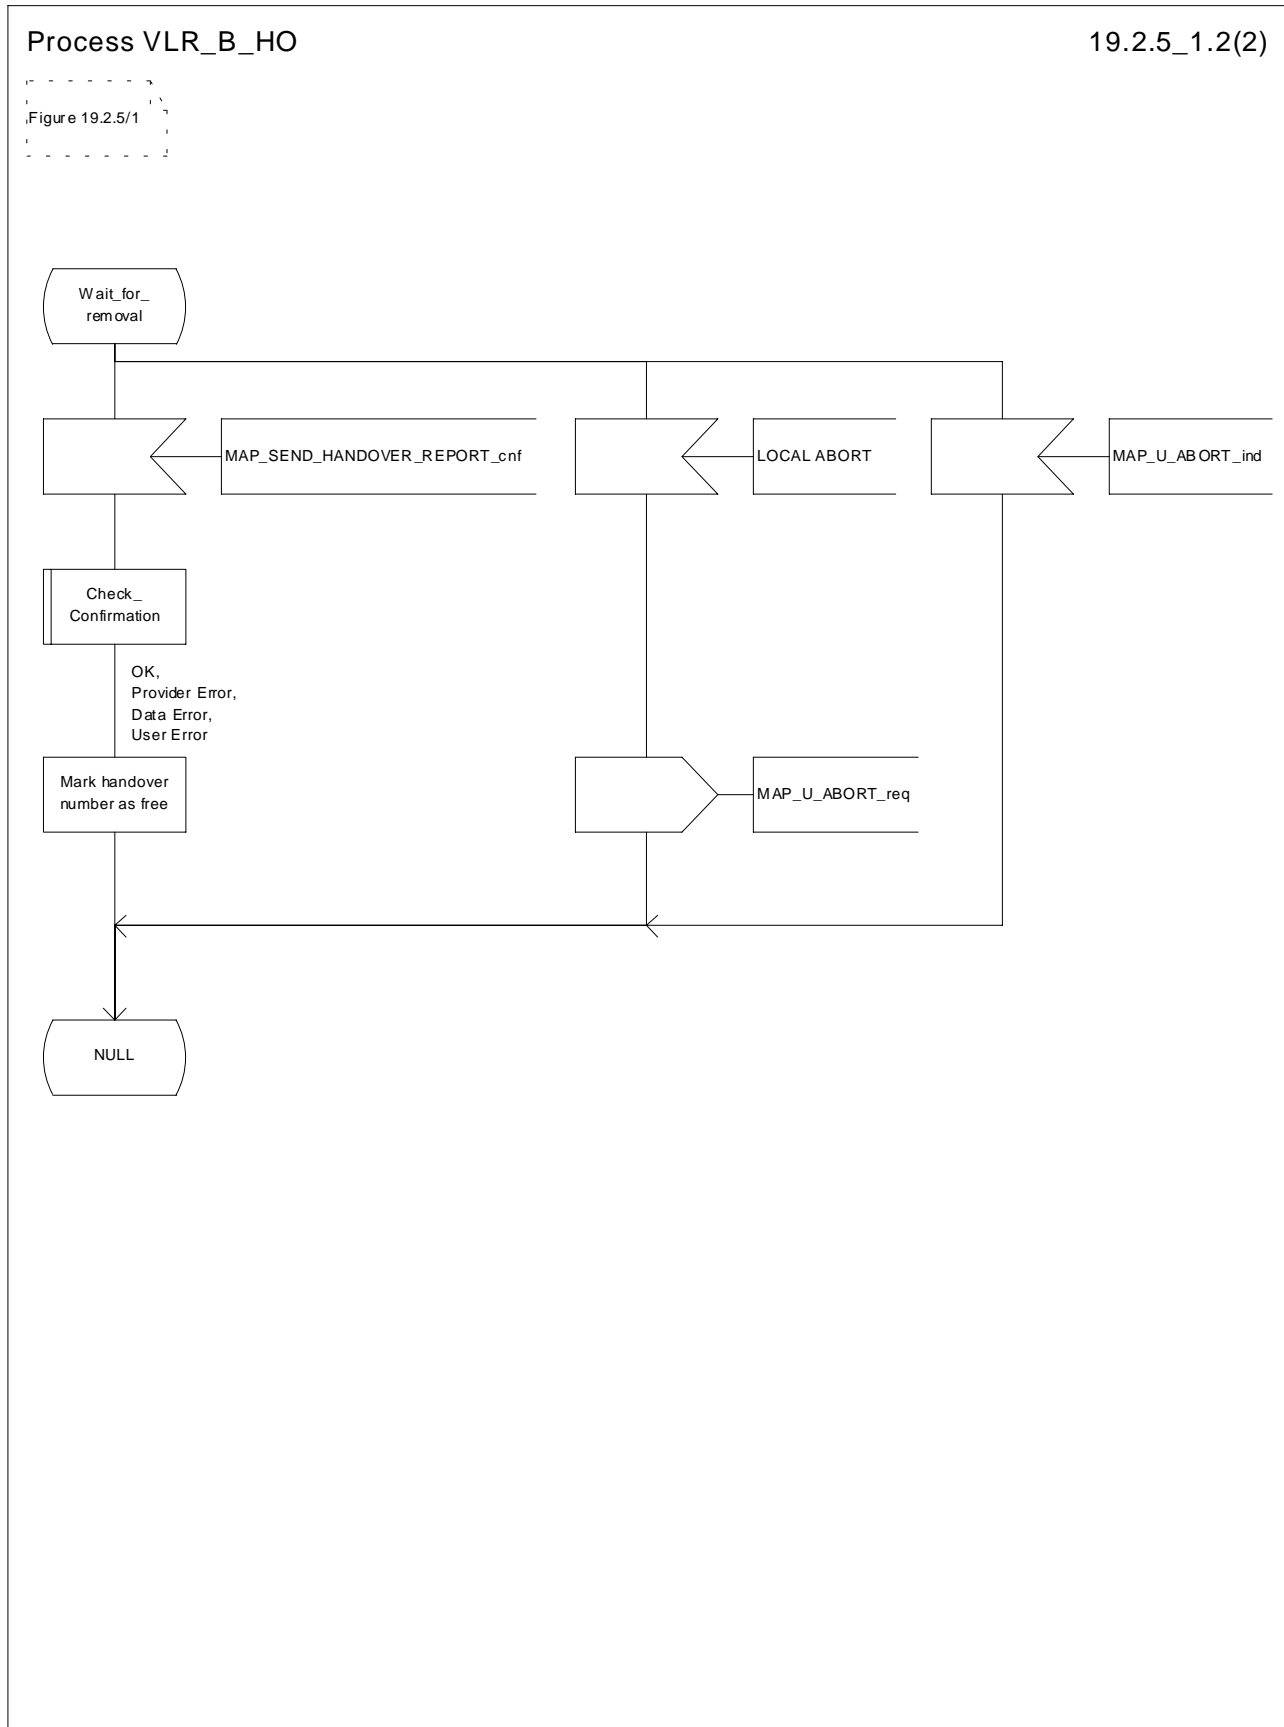 Process VLR_B_HO
19.2.5_1.2(2)
Figure 19.2.5/1
Wait_for_
removal
MAP_SEND_HANDOVER_REPORT_cnf
LOCAL ABORT
MAP_U_ABORT_ind
Check_
Confirmation
OK,
Provider Error,
Data Error,
User Error
Mark handover
number as free
MAP_U_ABORT_req
NULL